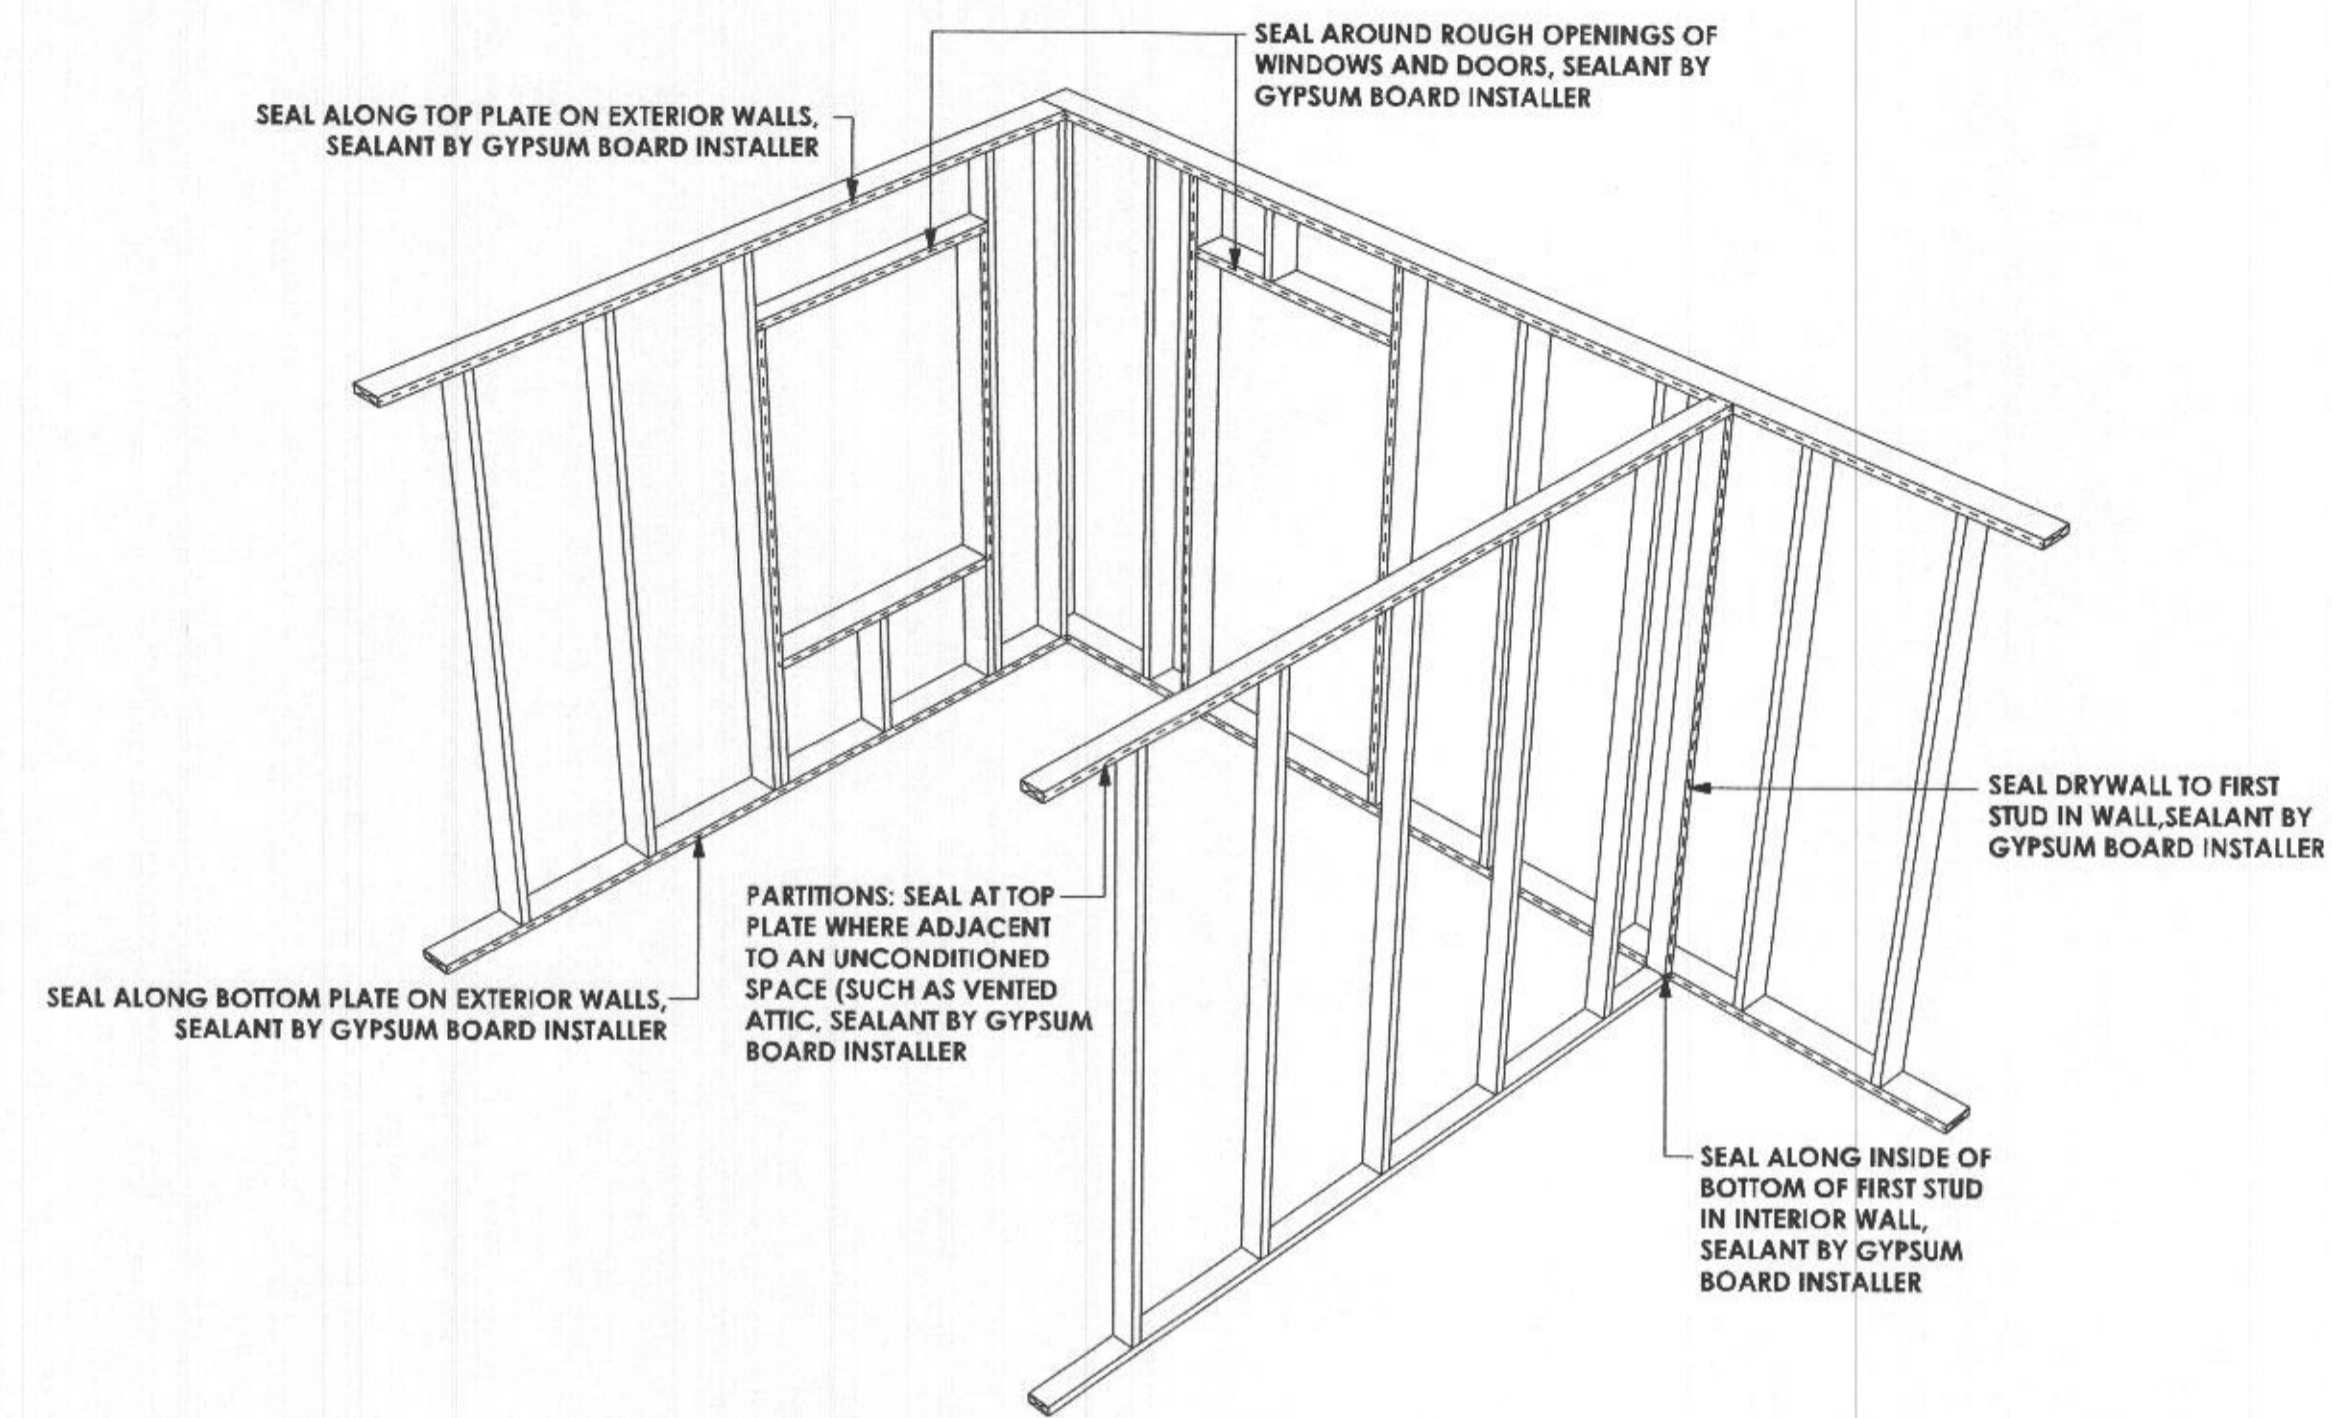 SEAL AROUND ROUGH OPENINGS OF
WINDOWS AND DOORS, SEALANT BY
GYPSUM BOARD INSTALLER
SEAL ALONG TOP PLATE ON EXTERIOR WALLS,
SEALANT BY GYPSUM BOARD INSTALLER
SEAL DRYWALL TO FIRST
STUD IN WALL,SEALANT BY
GYPSUM BOARD INSTALLER
PARTITIONS: SEAL AT TOP
PLATE WHERE ADJACENT
TO AN UNCONDITIONED
SPACE (SUCH AS VENTED
ATTIC, SEALANT BY GYPSUM
BOARD INSTALLER
SEAL ALONG BOTTOM PLATE ON EXTERIOR WALLS,
SEALANT BY GYPSUM BOARD INSTALLER
SEAL ALONG INSIDE OF
BOTTOM OF FIRST STUD
IN INTERIOR WALL,
SEALANT BY GYPSUM
BOARD INSTALLER